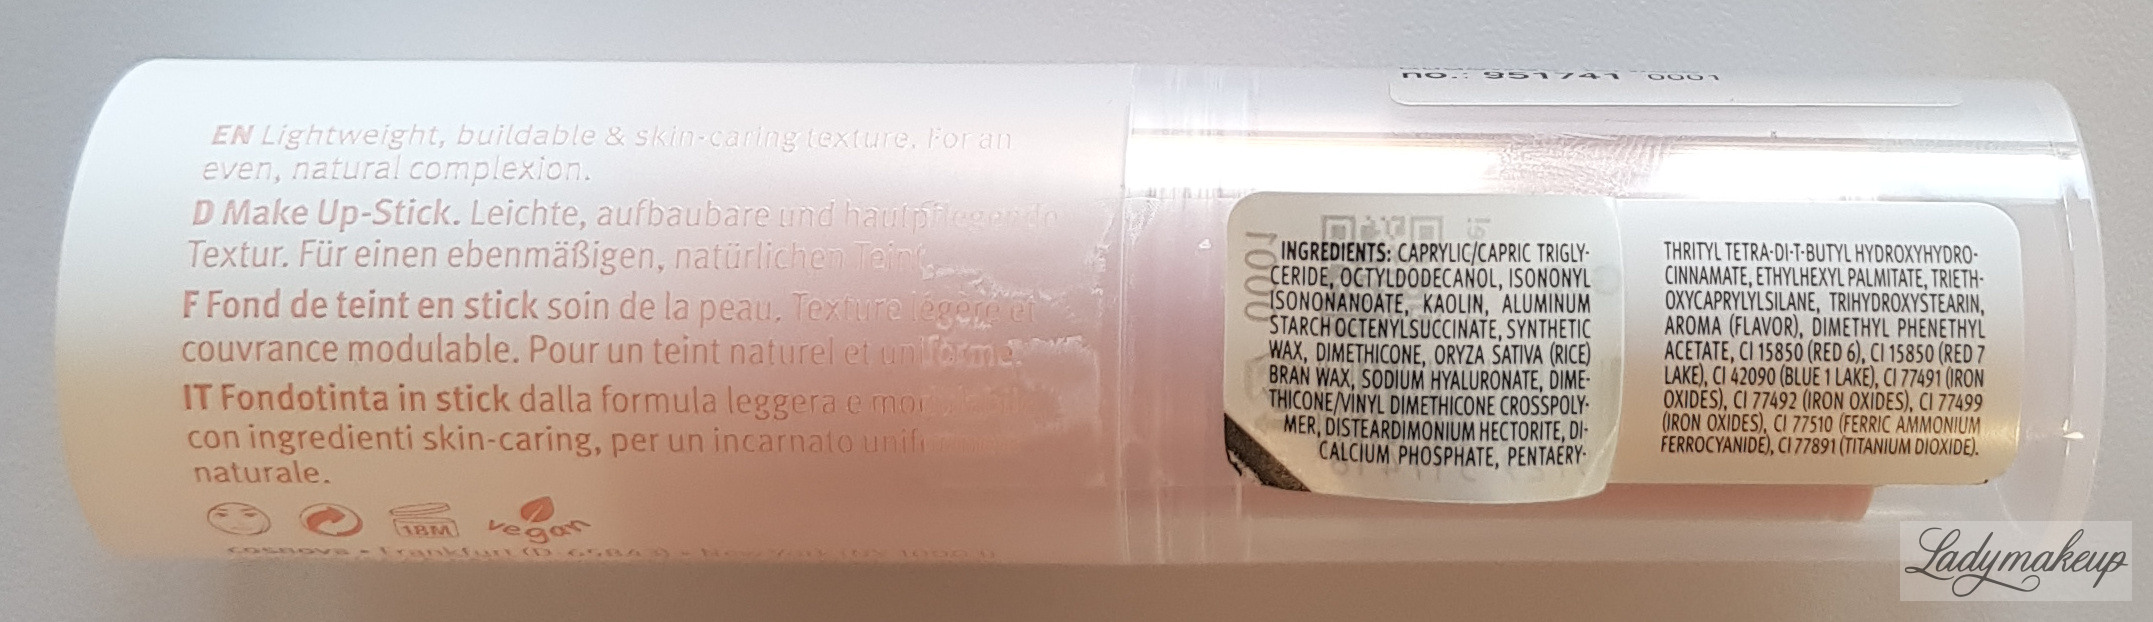 EN Lightweight, buildable & skin-caring texture. For an
even, natural complexion.
D Make Up-Stick. Leichte, aufbaubare und hautpflegende
Textur. Für einen ebenmäßigen, natürlichen Teint.
F Fond de teint en stick soin de la peau. Texture légère et
couvrance modulable. Pour un teint naturel et uniforme.
IT Fondotinta in stick dalla formula leggera e
con ingredienti skin-caring, per un incarnato
naturale.
18M
vegan
cosnova • Frankfurt (D-65843) • New York (NY
no.: 951741 0001
INGREDIENTS: CAPRYLIC/CAPRIC TRIGLY-
CERIDE, OCTYLDODECANOL, ISONONYL
ISONONANOATE, KAOLIN, ALUMINUM
STARCH OCTENYLSUCCINATE, SYNTHETIC
WAX, DIMETHICONE, ORYZA SATIVA (RICE)
BRAN WAX, SODIUM HYALURONATE, DIME-
THICONE/VINYL DIMETHICONE CROSSPOLY-
MER, DISTEARDIMONIUM HECTORITE, DI-
CALCIUM PHOSPHATE, PENTAERY-
THRITYL TETRA-DI-T-BUTYL HYDROXYHYDRO-
CINNAMATE, ETHYLHEXYL PALMITATE, TRIETH-
OXYCAPRYLYLSILANE, TRIHYDROXYSTEARIN,
AROMA (FLAVOR), DIMETHYL PHENETHYL
ACETATE, CI 15850 (RED 6), CI 15850 (RED 7
LAKE), CI 42090 (BLUE 1 LAKE), CI 77491 (IRON
OXIDES), CI 77492 (IRON OXIDES), CI 77499
(IRON OXIDES), CI 77510 (FERRIC AMMONIUM
FERROCYANIDE), CI 77891 (TITANIUM DIOXIDE).
Ladymakeup